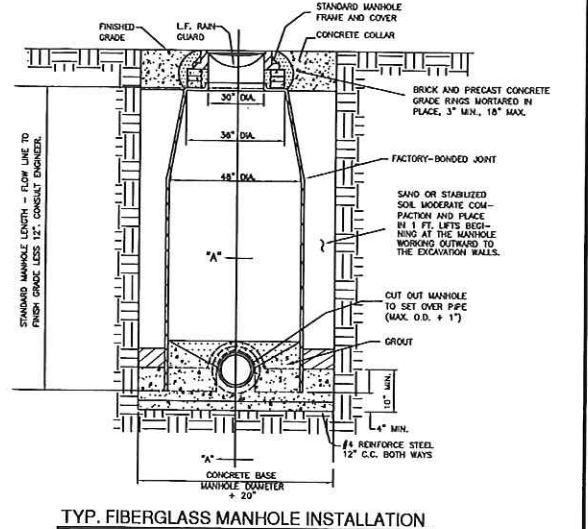 STANDARD MANHOLE
FRAME AND COVER
FINISHED
GRADE
L.F. RAIN
GUARD
CONCRETE COLLAR
BRICK AND PRECAST CONCRETE
GRADE RINGS MORTARED IN
PLACE, 3" MIN., 18" MAX.
30" DIA.
36" DIA.
FACTORY-BONDED JOINT
48" DIA.
STANDARD MANHOLE LENGTH - FLOW LINE TO
FINISH GRADE LESS 12". CONSULT ENGINEER.
SAND OR STABILIZED
SOIL MODERATE COM-
PACTION AND PLACE
IN 1 FT. LIFTS BEGI-
NING AT THE MANHOLE
WORKING OUTWARD TO
THE EXCAVATION WALLS.
"A"
CUT OUT MANHOLE
TO SET OVER PIPE
(MAX. O.D. + 1")
GROUT
10" MIN.
4" MIN.
#4 REINFORCE STEEL
12" C.C. BOTH WAYS
"A"
CONCRETE BASE
MANHOLE DIAMETER
+ 20"
TYP. FIBERGLASS MANHOLE INSTALLATION